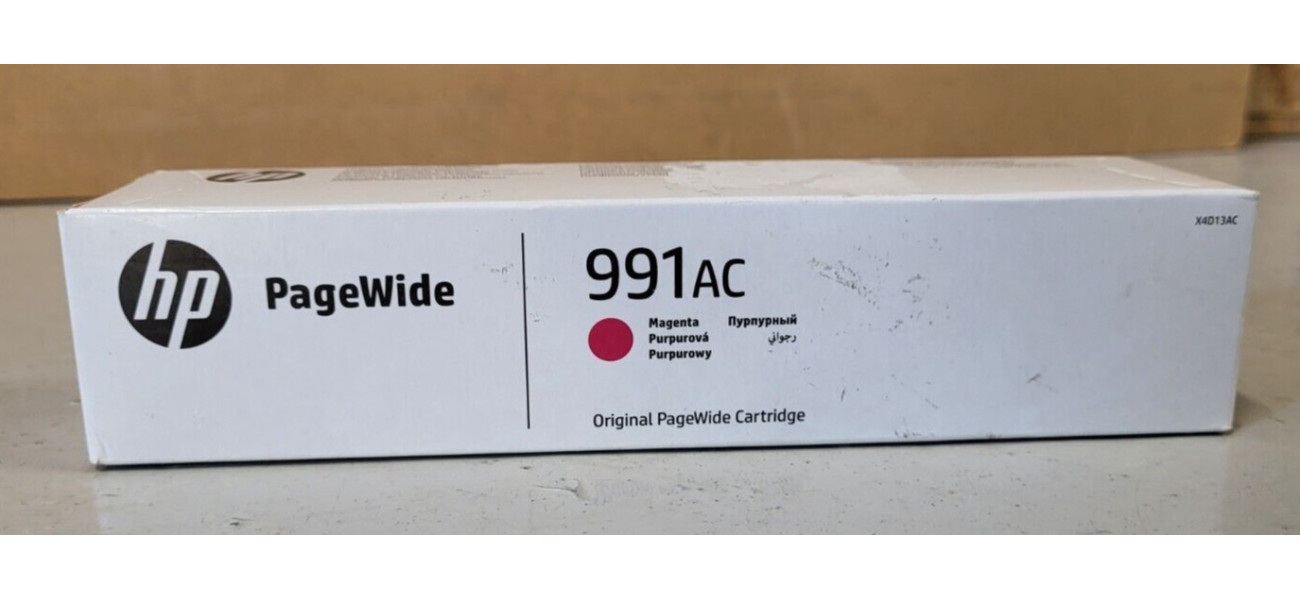 hp
X4D13AC
PageWide
991AC
Magenta Пурпурный
Purpurová رجواني
Purpurowy
Original PageWide Cartridge